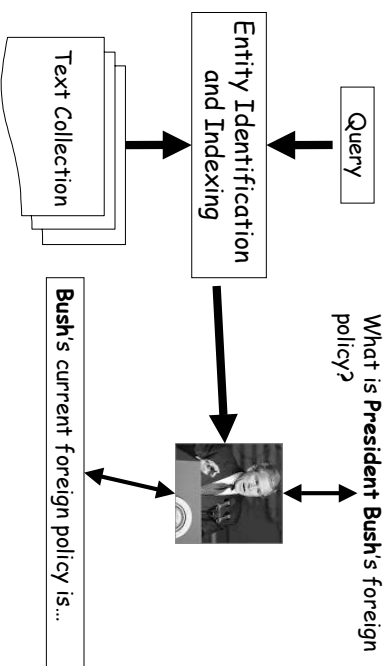 Query
What is President Bush's foreign
policy?
Entity Identification
and Indexing
Text Collection
Bush's current foreign policy is...